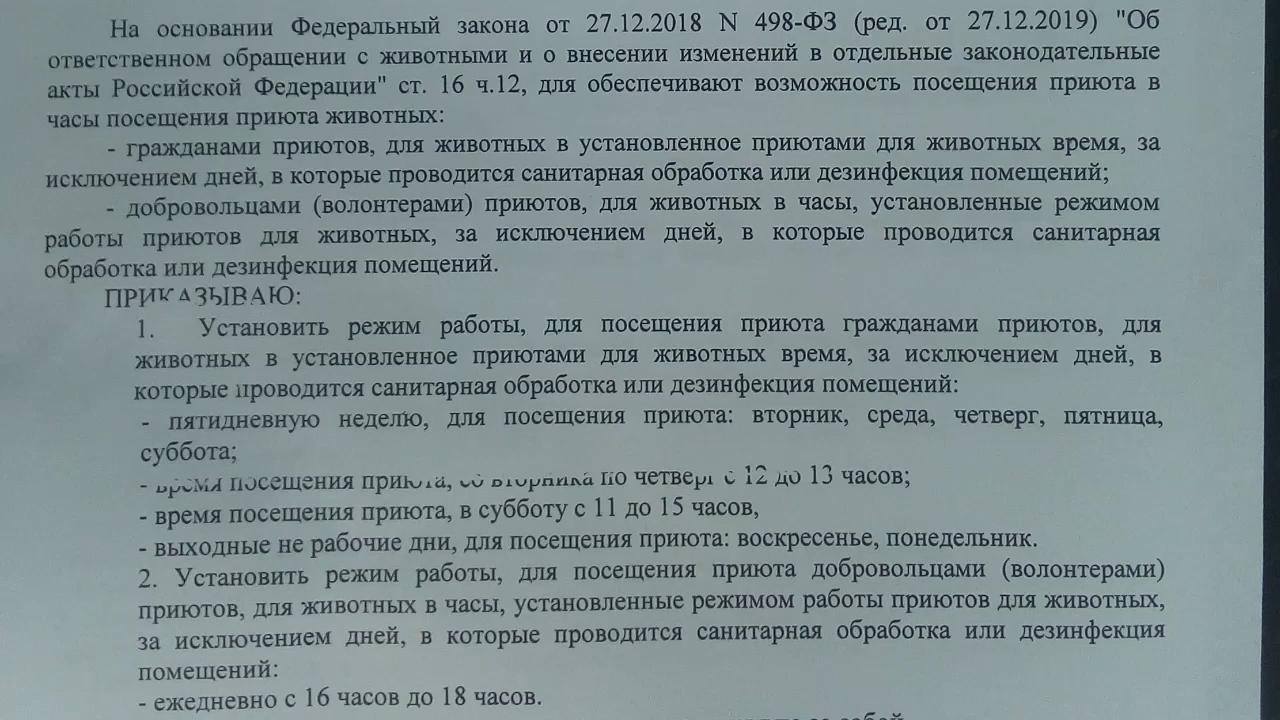 На основании Федеральный закона от 27.12.2018 N 498-ФЗ (ред. от 27.12.2019) "Об
ответственном обращении с животными и о внесении изменений в отдельные законодательные
акты Российской Федерации" ст. 16 ч.12, для обеспечивают возможность посещения приюта в
часы посещения приюта животных:
- гражданами приютов, для животных в установленное приютами для животных время, за
исключением дней, в которые проводится санитарная обработка или дезинфекция помещений;
- добровольцами (волонтерами) приютов, для животных в часы, установленные режимом
работы приютов для животных, за исключением дней, в которые проводится санитарная
обработка или дезинфекция помещений.
ПРИКАЗЫВАЮ:
1. Установить режим работы, для посещения приюта гражданами приютов, для
животных в установленное приютами для животных время, за исключением дней, в
которые проводится санитарная обработка или дезинфекция помещений:
- пятидневную неделю, для посещения приюта: вторник, среда, четверг, пятница,
суббота;
- время посещения приюта, со вторника по четверг с 12 до 13 часов;
- время посещения приюта, в субботу с 11 до 15 часов,
- выходные не рабочие дни, для посещения приюта: воскресенье, понедельник.
2. Установить режим работы, для посещения приюта добровольцами (волонтерами)
приютов, для животных в часы, установленные режимом работы приютов для животных,
за исключением дней, в которые проводится санитарная обработка или дезинфекция
помещений:
- ежедневно с 16 часов до 18 часов.